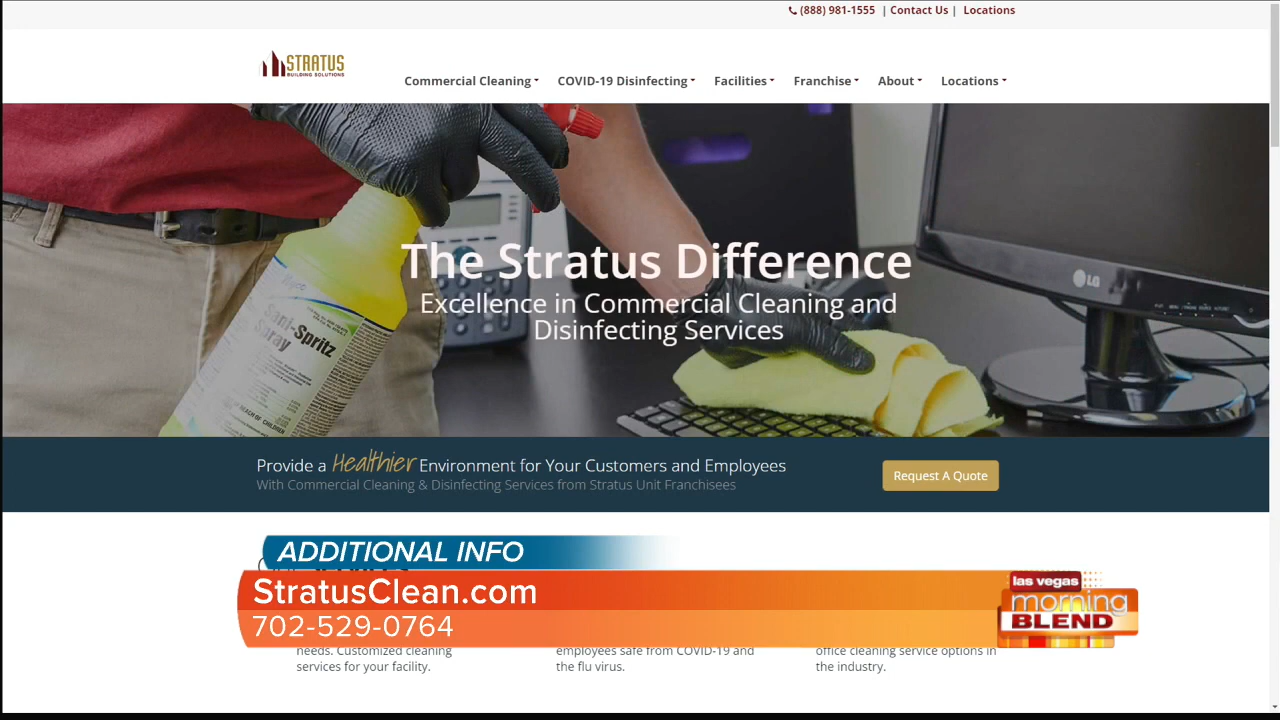 (888) 981-1555 | Contact Us | Locations
STRATUS
BUILDING SOLUTIONS
Commercial Cleaning COVID-19 Disinfecting Facilities Franchise About Locations
The Stratus Difference
Excellence in Commercial Cleaning and
Disinfecting Services
LG
Sani-Spritz
Spray
Provide a Healthier Environment for Your Customers and Employees
With Commercial Cleaning & Disinfecting Services from Stratus Unit Franchisees
Request A Quote
ADDITIONAL INFO
StratusClean.com
702-529-0764
las vegas
morning
BLEND
needs. Customized cleaning
services for your facility.
employees safe from COVID-19 and
the flu virus.
office cleaning service options in
the industry.